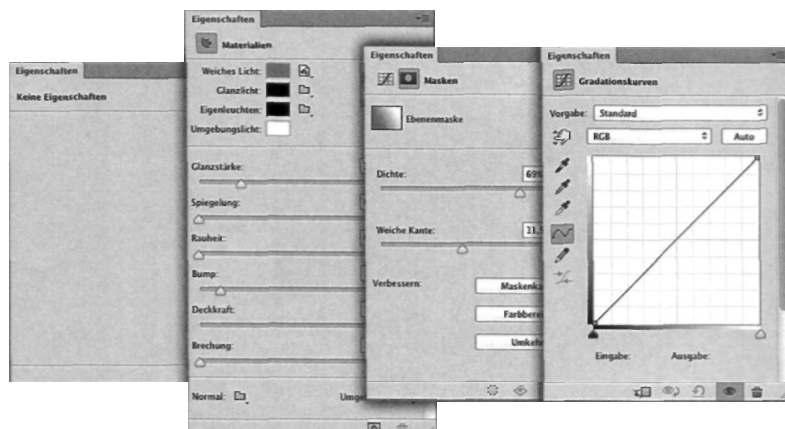 Eigenschaften
Keine Eigenschaften
Eigenschaften
Materialien
Weiches Licht:
Glanzlicht:
Eigenleuchten:
Umgebungslicht:
Glanzstärke:
Spiegelung:
Rauheit:
Bump:
Deckkraft:
Brechung:
Normal:
Eigenschaften
Masken
Ebenenmaske
Dichte: 69%
Weiche Kante:
Verbessern:
Eigenschaften
Gradationskurven
Vorgabe: Standard
RGB Auto
Eingabe: Ausgabe: